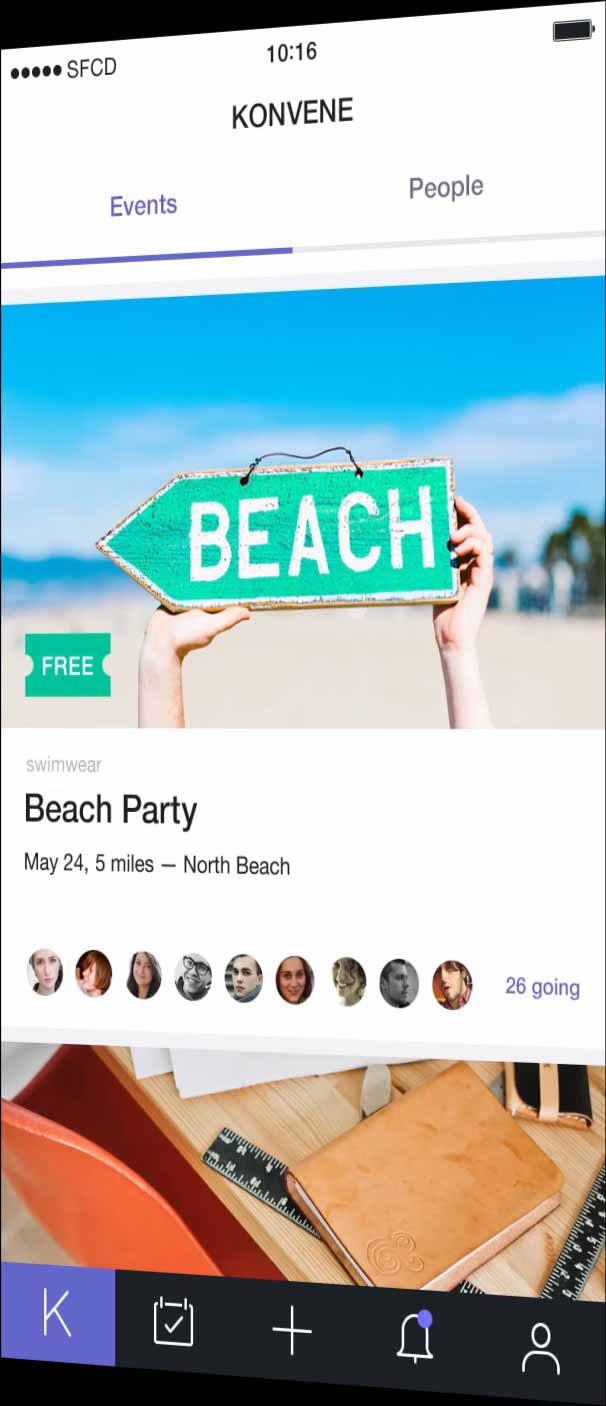 SFCD
10:16
KONVENE
Events
People
BEACH
FREE
swimwear
Beach Party
May 24, 5 miles — North Beach
26 going
K